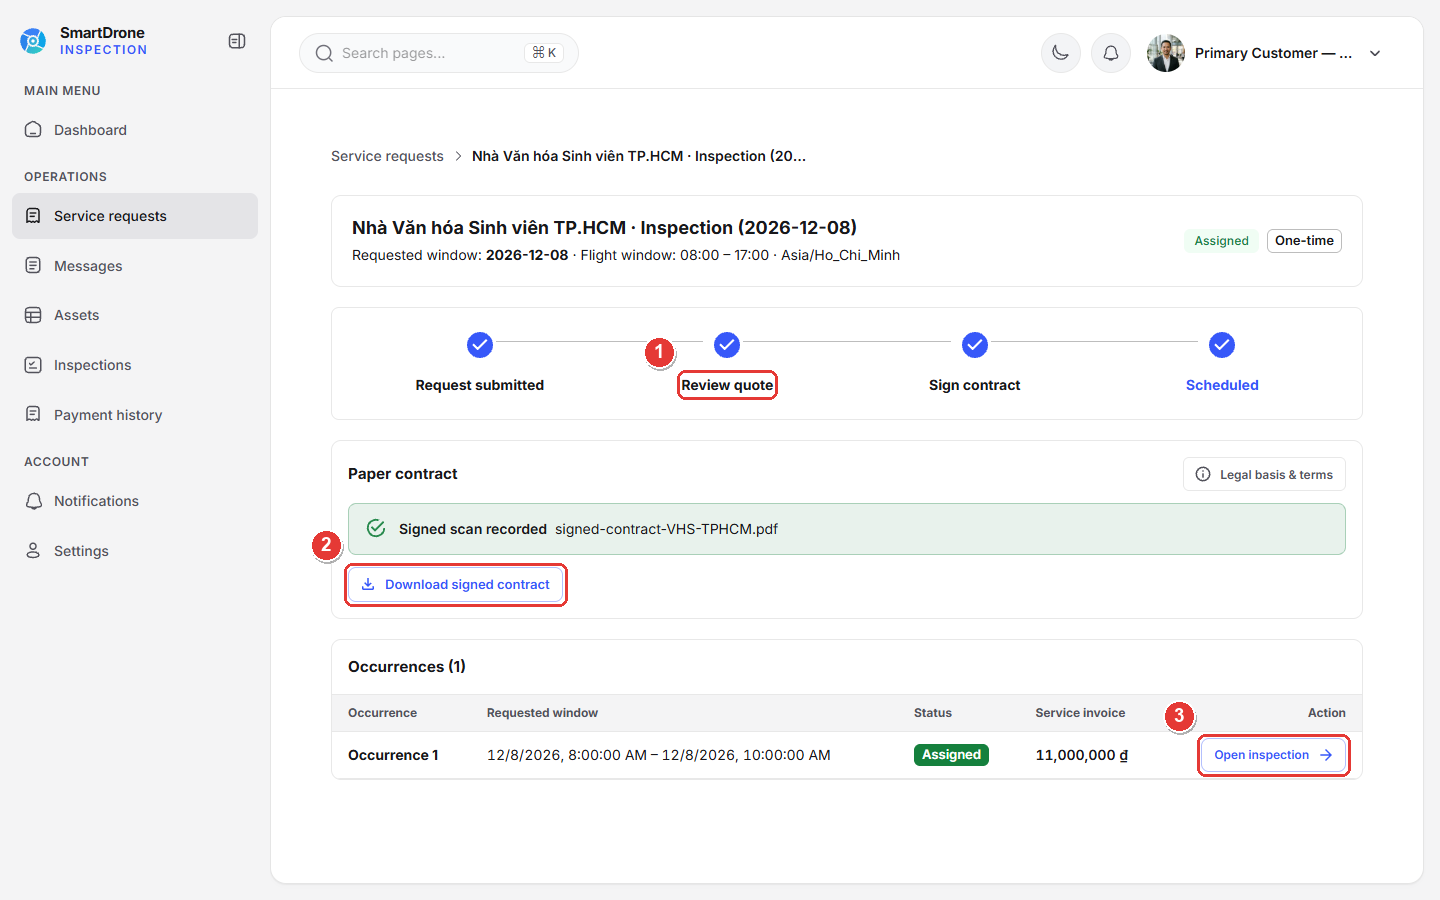 SmartDrone
INSPECTION
MAIN MENU
Dashboard
OPERATIONS
Service requests
Messages
Assets
Inspections
Payment history
ACCOUNT
Notifications
Settings
Search pages...
⌘ K
Primary Customer — ...
Service requests > Nhà Văn hóa Sinh viên TP.HCM · Inspection (20...
Nhà Văn hóa Sinh viên TP.HCM · Inspection (2026-12-08)
Requested window: 2026-12-08 · Flight window: 08:00 – 17:00 · Asia/Ho_Chi_Minh
Assigned
One-time
1
Request submitted
Review quote
Sign contract
Scheduled
Paper contract
Legal basis & terms
Signed scan recorded signed-contract-VHS-TPHCM.pdf
2
Download signed contract
Occurrences (1)
Occurrence Requested window Status Service invoice Action
3
Occurrence 1 12/8/2026, 8:00:00 AM – 12/8/2026, 10:00:00 AM Assigned 11,000,000 ₫ Open inspection